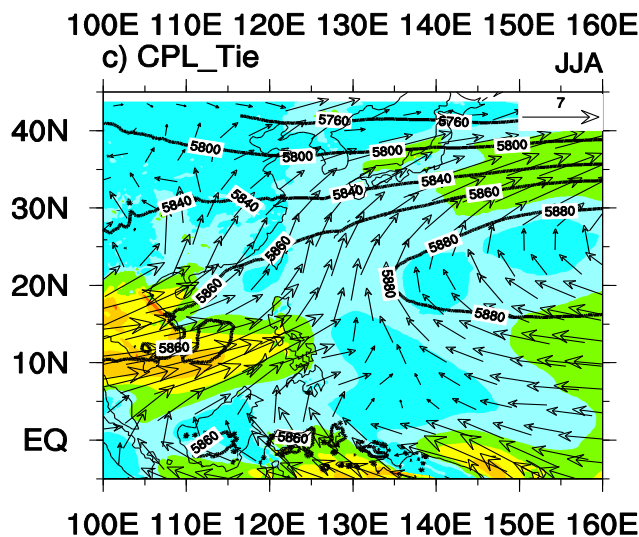 100E 110E 120E 130E 140E 150E 160E
c) CPL_Tie JJA
7
40N
5760 5760
5800 5800 5800 5800
5840 5840 5840 5840
30N
5860 5880
5860 5880
20N
5860 5880
5880
10N
5860
EQ
5860 5860
100E 110E 120E 130E 140E 150E 160E